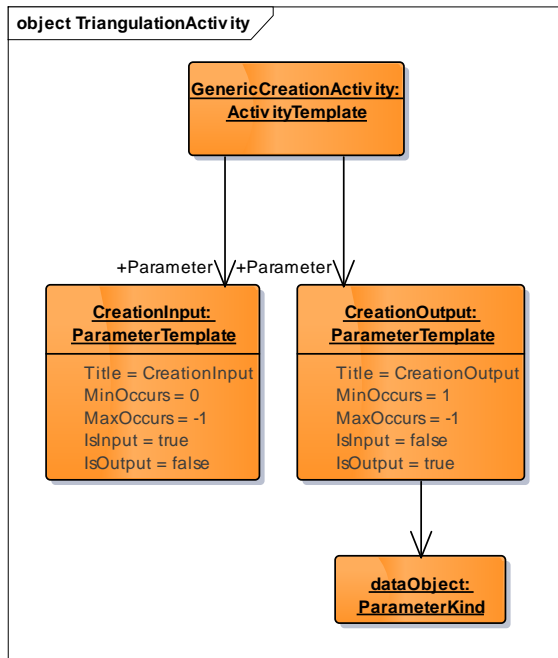 object TriangulationActivity
GenericCreationActivity:
ActivityTemplate
+Parameter
+Parameter
CreationInput:
ParameterTemplate
Title = CreationInput
MinOccurs = 0
MaxOccurs = -1
IsInput = true
IsOutput = false
CreationOutput:
ParameterTemplate
Title = CreationOutput
MinOccurs = 1
MaxOccurs = -1
IsInput = false
IsOutput = true
dataObject:
ParameterKind